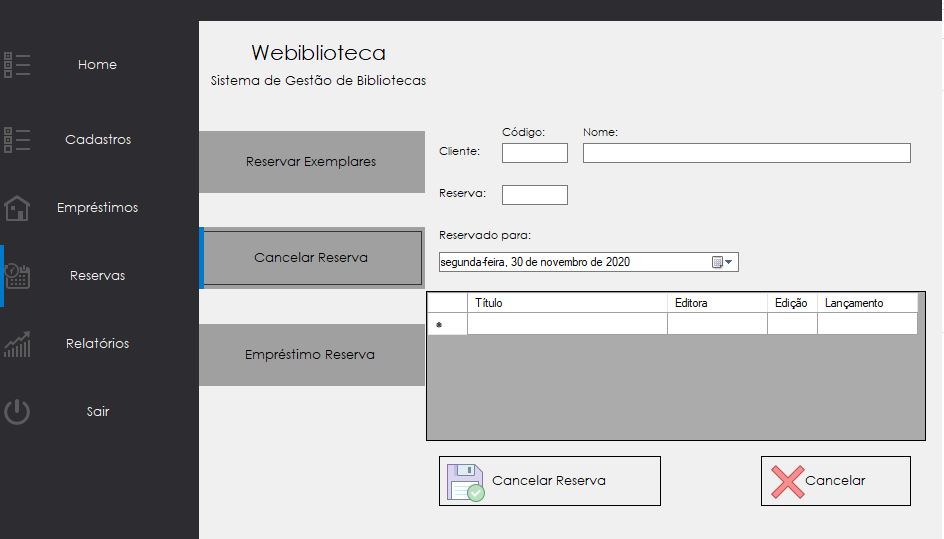 Webiblioteca
Sistema de Gestão de Bibliotecas
Home
Cadastros
Empréstimos
Reservas
Relatórios
Sair
Reservar Exemplares
Cancelar Reserva
Empréstimo Reserva
Código: Nome:
Cliente:
Reserva:
Reservado para:
segunda-feira, 30 de novembro de 2020
Título Editora Edição Lançamento
Cancelar Reserva
Cancelar